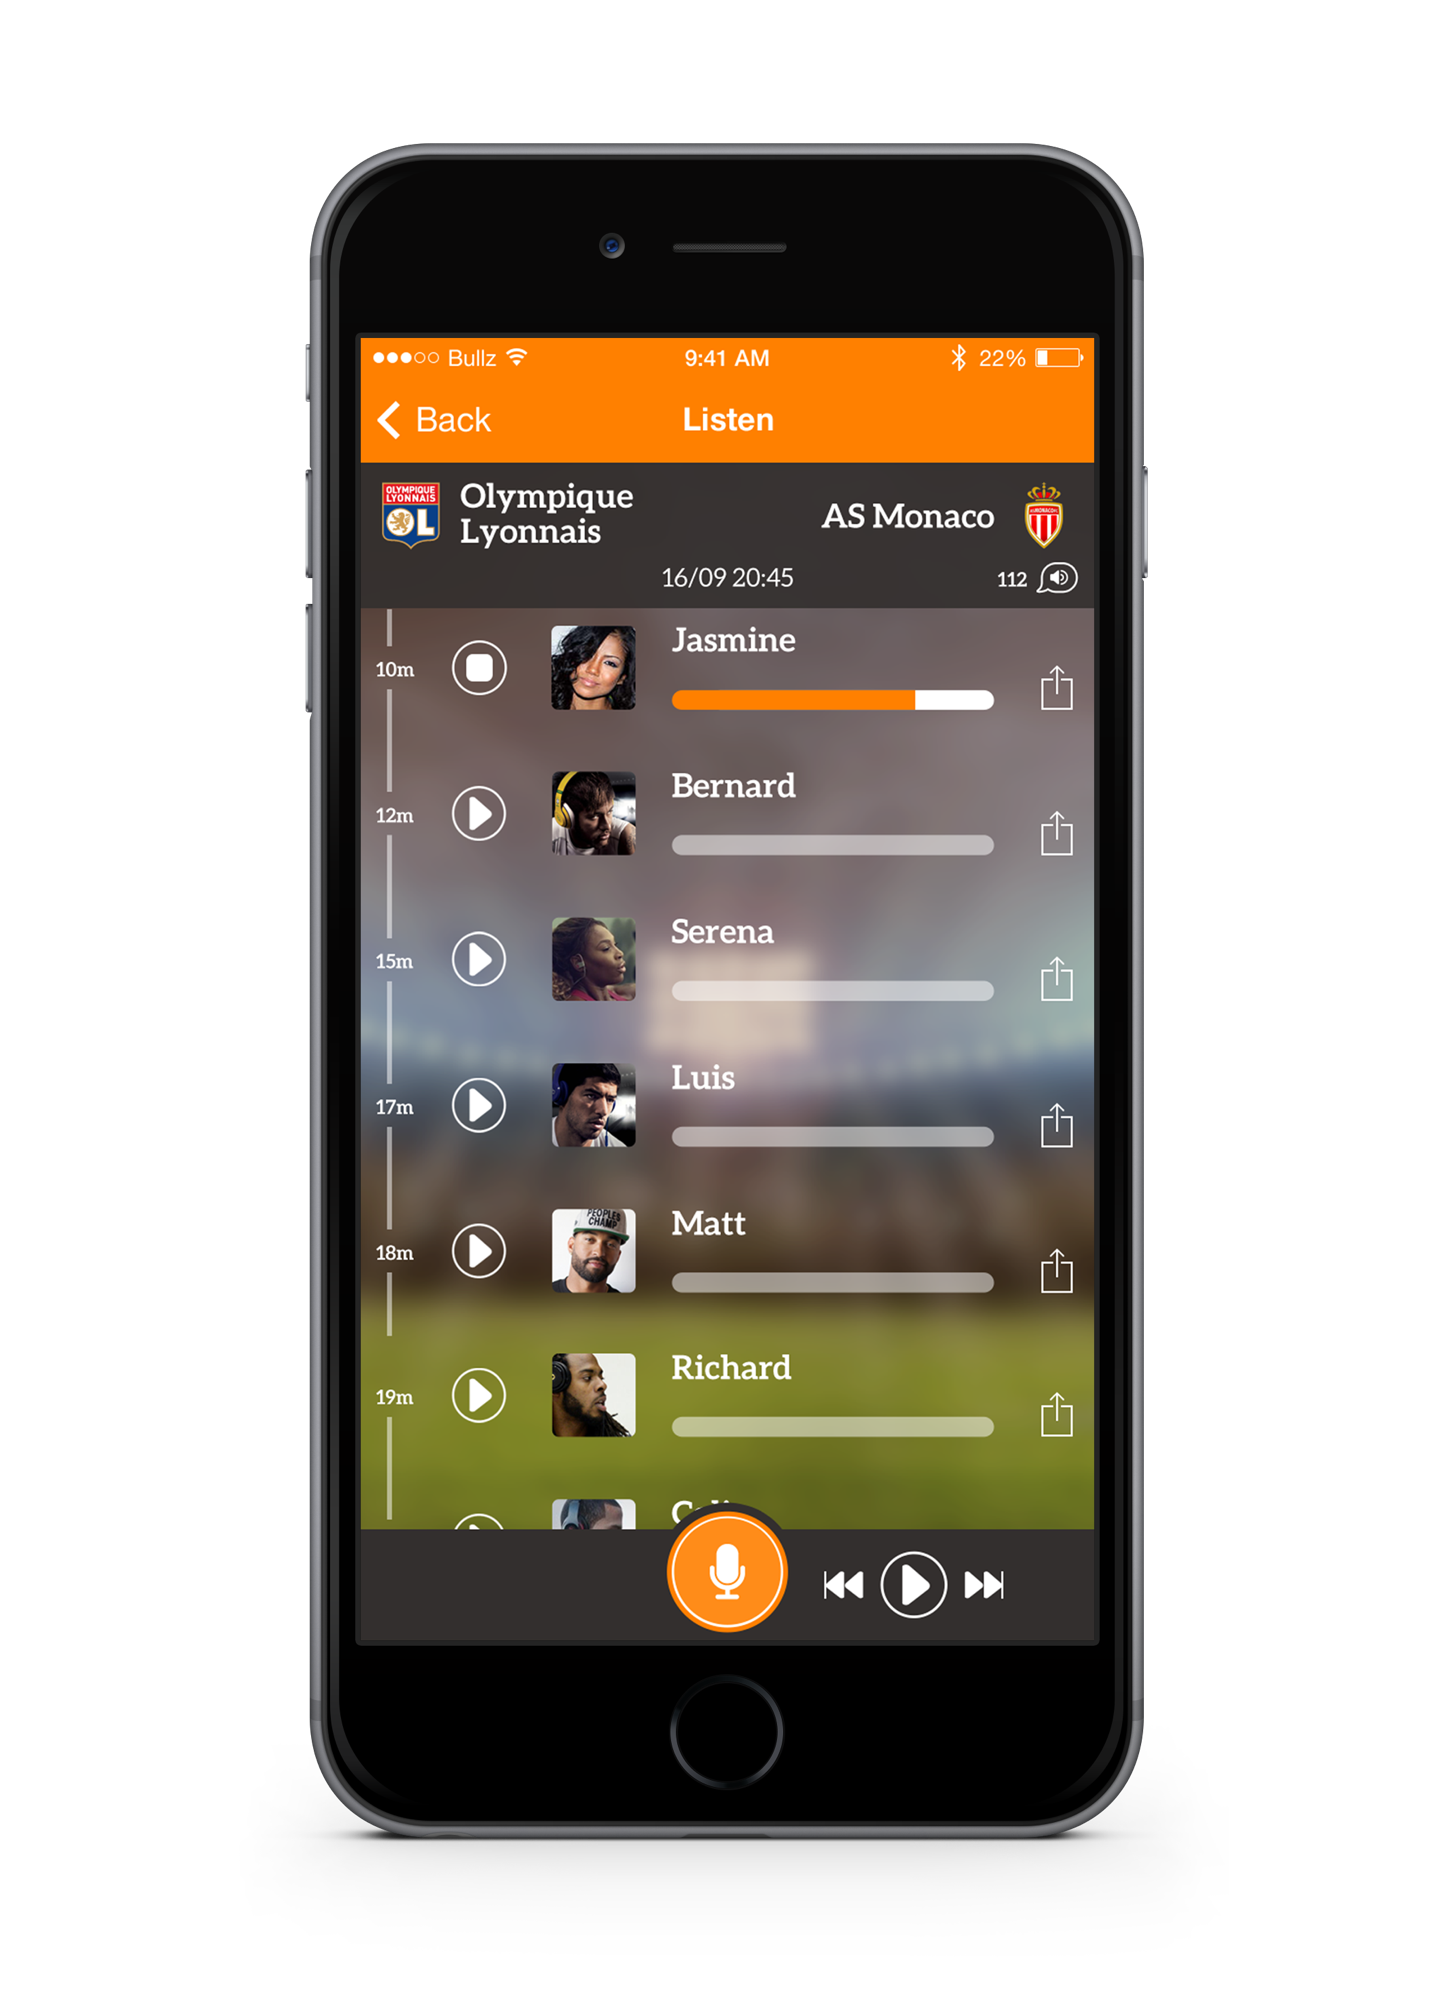 Bullz
9:41 AM
22%
Back
Listen
OLYMPIQUE
LYONNAIS
OL
Olympique
Lyonnais
AS Monaco
16/09 20:45
112
10m
Jasmine
12m
Bernard
15m
Serena
17m
Luis
PEOPLES
CHAMP
18m
Matt
19m
Richard